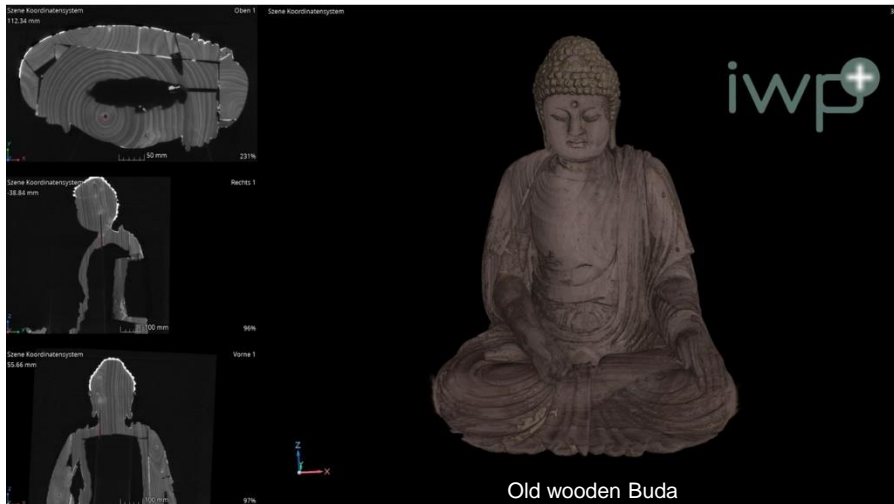 Szene Koordinatensystem
Oben 1
112.34 mm
50 mm
231%
Szene Koordinatensystem
Rechts 1
-38.84 mm
100 mm
96%
Szene Koordinatensystem
Vorne 1
55.66 mm
100 mm
97%
Szene Koordinatensystem
3
iwp+
Z
X
Old wooden Buda